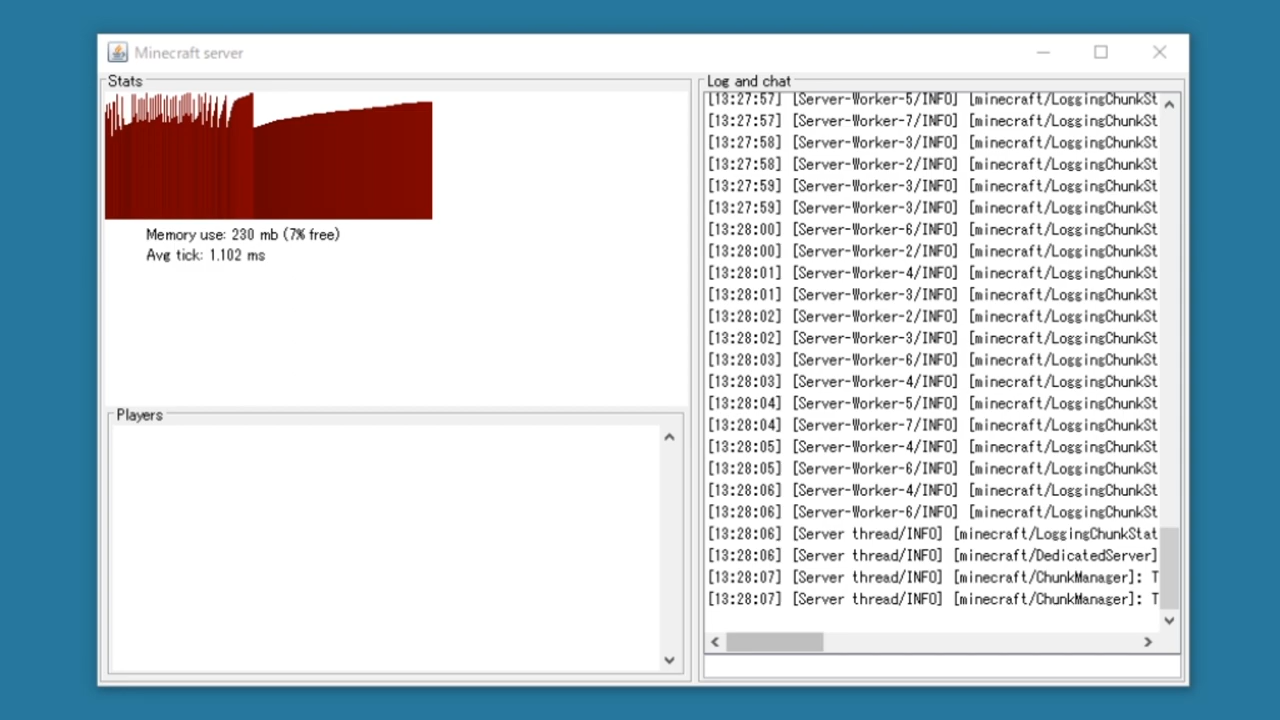 Minecraft server
Stats
Memory use: 230 mb (7% free)
Avg tick: 1.102 ms
Players
Log and chat
[13:27:57] [Server-Worker-5/INFO] [minecraft/LoggingChunkSt
[13:27:57] [Server-Worker-7/INFO] [minecraft/LoggingChunkSt
[13:27:58] [Server-Worker-3/INFO] [minecraft/LoggingChunkSt
[13:27:58] [Server-Worker-2/INFO] [minecraft/LoggingChunkSt
[13:27:59] [Server-Worker-3/INFO] [minecraft/LoggingChunkSt
[13:27:59] [Server-Worker-3/INFO] [minecraft/LoggingChunkSt
[13:28:00] [Server-Worker-6/INFO] [minecraft/LoggingChunkSt
[13:28:00] [Server-Worker-2/INFO] [minecraft/LoggingChunkSt
[13:28:01] [Server-Worker-4/INFO] [minecraft/LoggingChunkSt
[13:28:01] [Server-Worker-3/INFO] [minecraft/LoggingChunkSt
[13:28:02] [Server-Worker-2/INFO] [minecraft/LoggingChunkSt
[13:28:02] [Server-Worker-3/INFO] [minecraft/LoggingChunkSt
[13:28:03] [Server-Worker-6/INFO] [minecraft/LoggingChunkSt
[13:28:03] [Server-Worker-4/INFO] [minecraft/LoggingChunkSt
[13:28:04] [Server-Worker-5/INFO] [minecraft/LoggingChunkSt
[13:28:04] [Server-Worker-7/INFO] [minecraft/LoggingChunkSt
[13:28:05] [Server-Worker-4/INFO] [minecraft/LoggingChunkSt
[13:28:05] [Server-Worker-6/INFO] [minecraft/LoggingChunkSt
[13:28:06] [Server-Worker-4/INFO] [minecraft/LoggingChunkSt
[13:28:06] [Server-Worker-6/INFO] [minecraft/LoggingChunkSt
[13:28:06] [Server thread/INFO] [minecraft/LoggingChunkStat
[13:28:06] [Server thread/INFO] [minecraft/DedicatedServer]
[13:28:07] [Server thread/INFO] [minecraft/ChunkManager]: T
[13:28:07] [Server thread/INFO] [minecraft/ChunkManager]: T